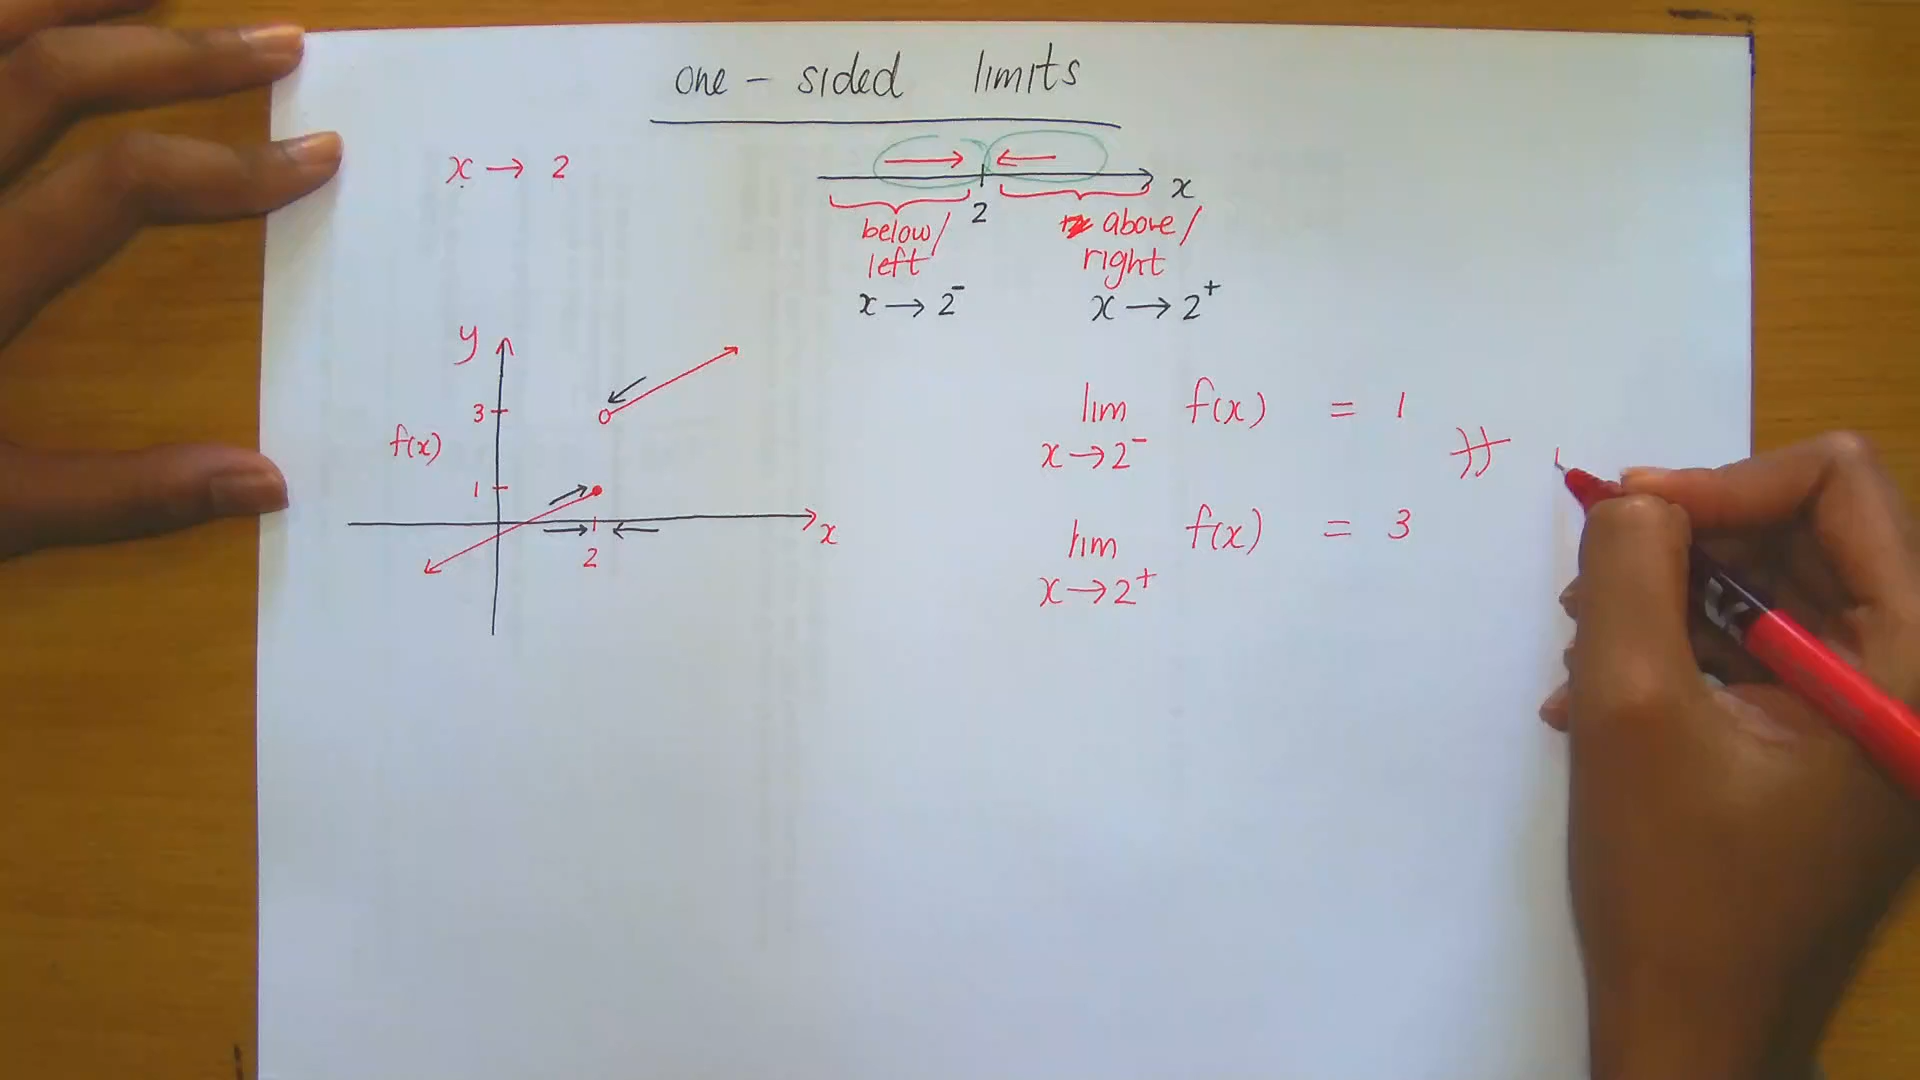 one - sided limits
x → 2
x
2
below/
left
above/
right
x → 2⁻
x → 2⁺
y
3
f(x)
1
x
2
lim f(x) = 1
x → 2⁻
lim f(x) = 3
x → 2⁺